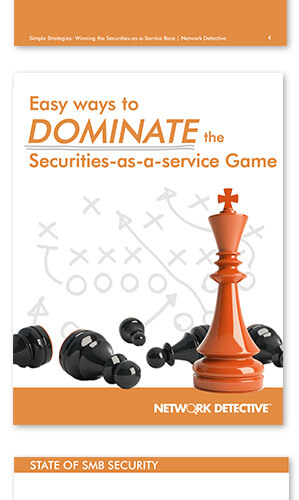 Simple Strategies: Winning the Securities-as-a-Service Race | Network Detective 4
Easy ways to
DOMINATE the
Securities-as-a-service Game
NETWORK DETECTIVE™
STATE OF SMB SECURITY